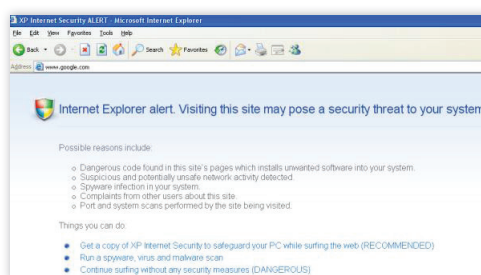 XP Internet Security ALERT - Microsoft Internet Explorer
File Edit View Favorites Tools Help
Back Search Favorites
Address www.google.com
Internet Explorer alert. Visiting this site may pose a security threat to your system
Possible reasons include:
Dangerous code found in this site's pages which installs unwanted software into your system.
Suspicious and potentially unsafe network activity detected.
Spyware infection in your system.
Complaints from other users about this site
Port and system scans performed by the site being visited.
Things you can do:
Get a copy of XP Internet Security to safeguard your PC while surfing the web (RECOMMENDED)
Run a spyware, virus and malware scan
Continue surfing without any security measures (DANGEROUS)